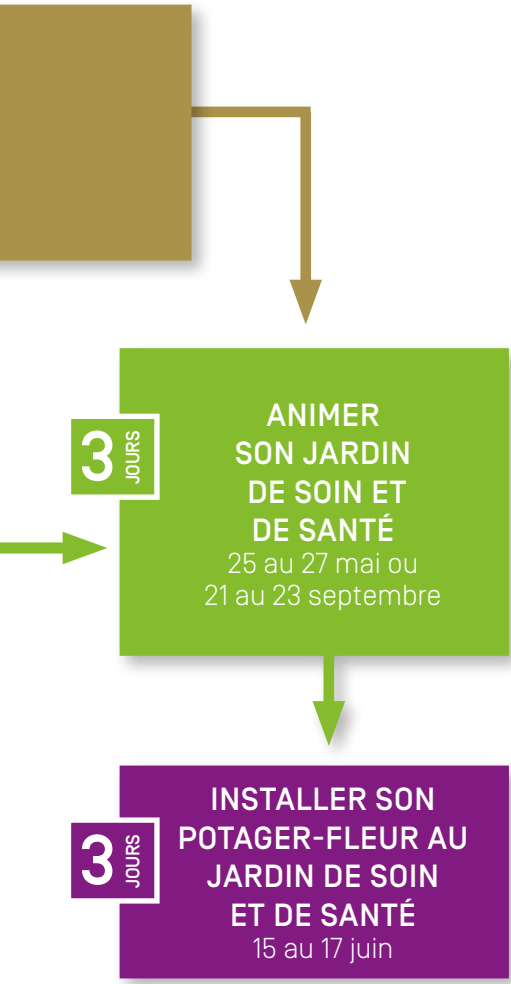 3 JOURS
ANIMER
SON JARDIN
DE SOIN ET
DE SANTÉ
25 au 27 mai ou
21 au 23 septembre
3 JOURS
INSTALLER SON
POTAGER-FLEUR AU
JARDIN DE SOIN
ET DE SANTÉ
15 au 17 juin